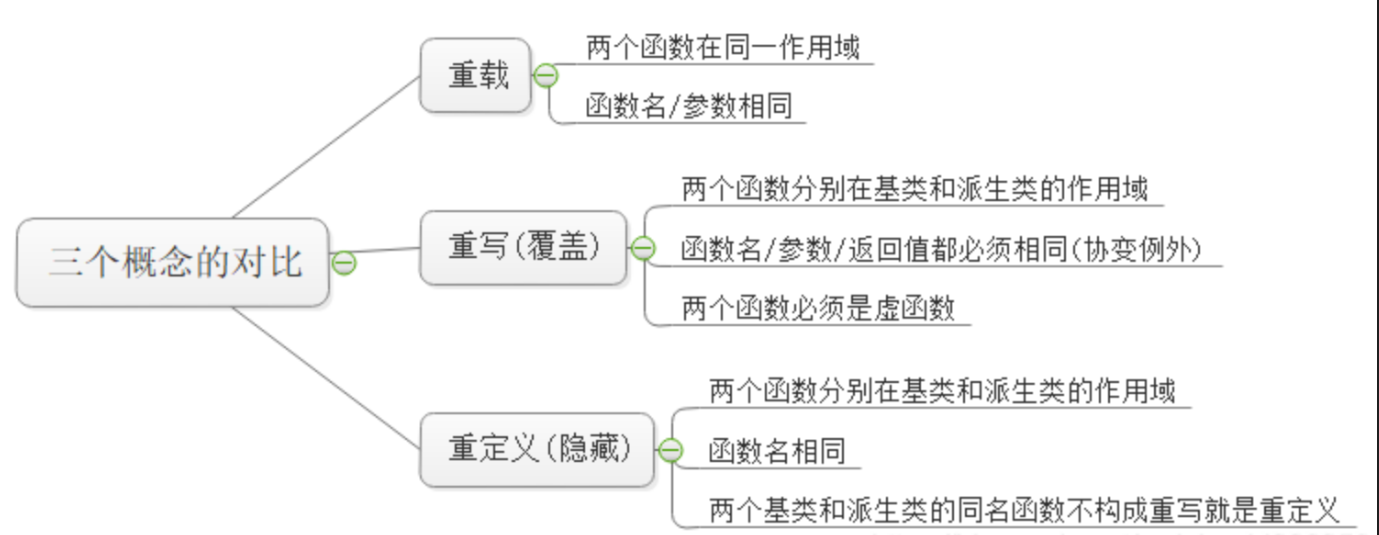 三个概念的对比
重载
两个函数在同一作用域
函数名/参数相同
重写(覆盖)
两个函数分别在基类和派生类的作用域
函数名/参数/返回值都必须相同(协变例外)
两个函数必须是虚函数
重定义(隐藏)
两个函数分别在基类和派生类的作用域
函数名相同
两个基类和派生类的同名函数不构成重写就是重定义